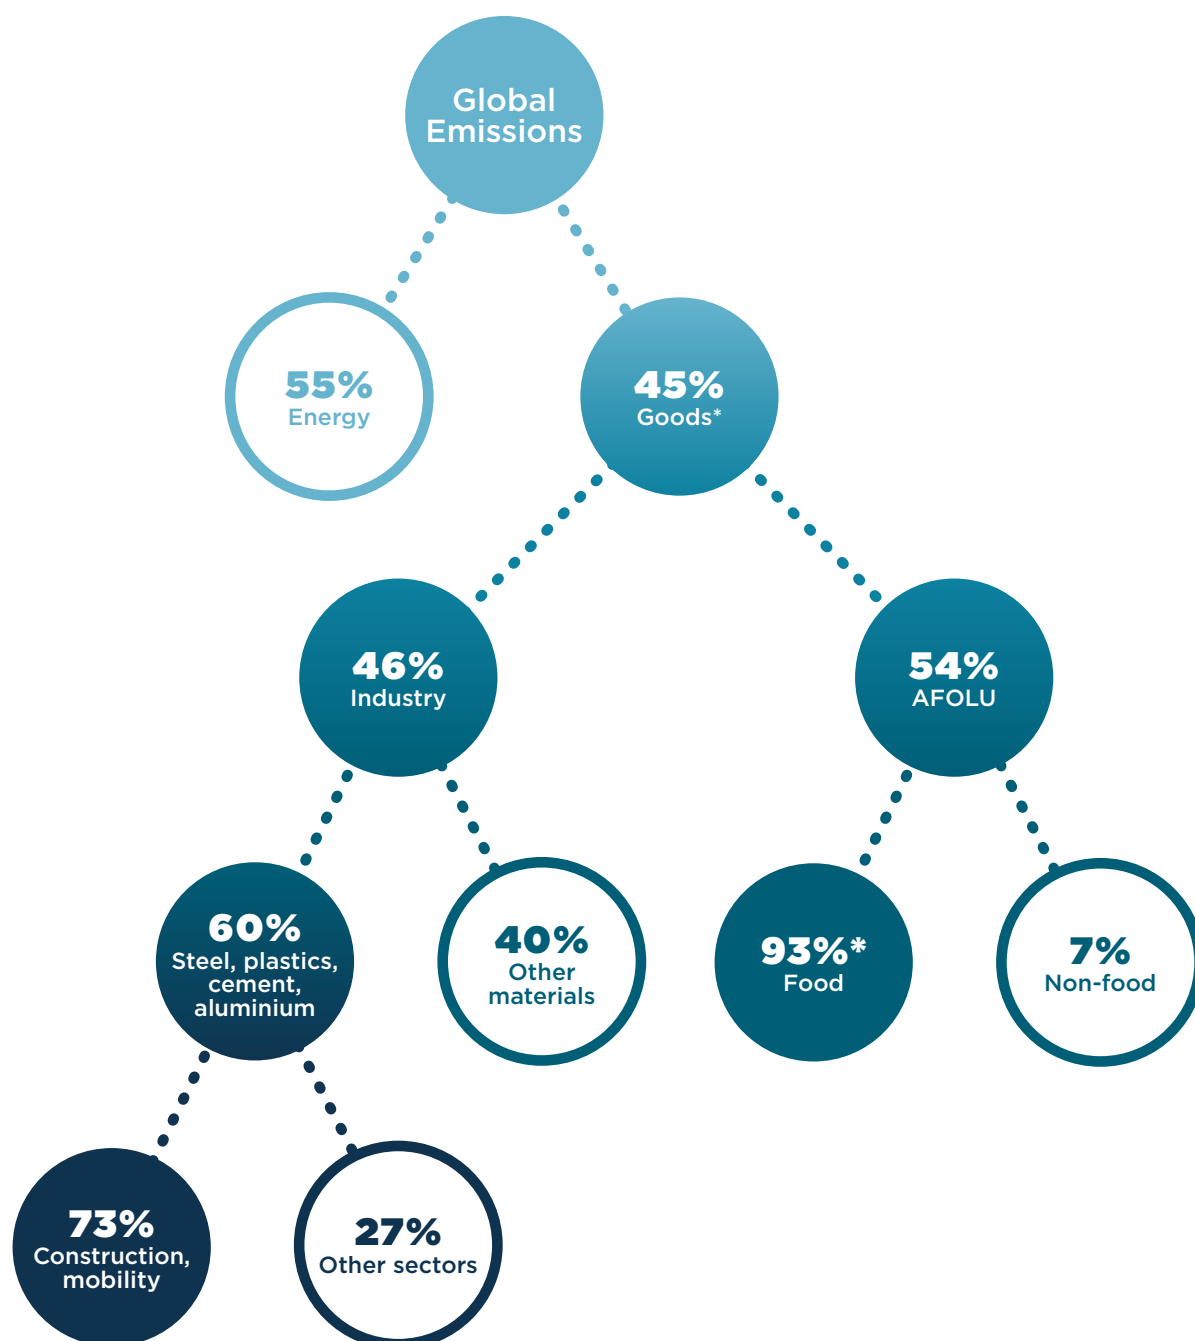 Global
Emissions
55%
Energy
45%
Goods*
46%
Industry
54%
AFOLU
60%
Steel, plastics,
cement,
aluminium
40%
Other
materials
93%*
Food
7%
Non-food
73%
Construction,
mobility
27%
Other sectors